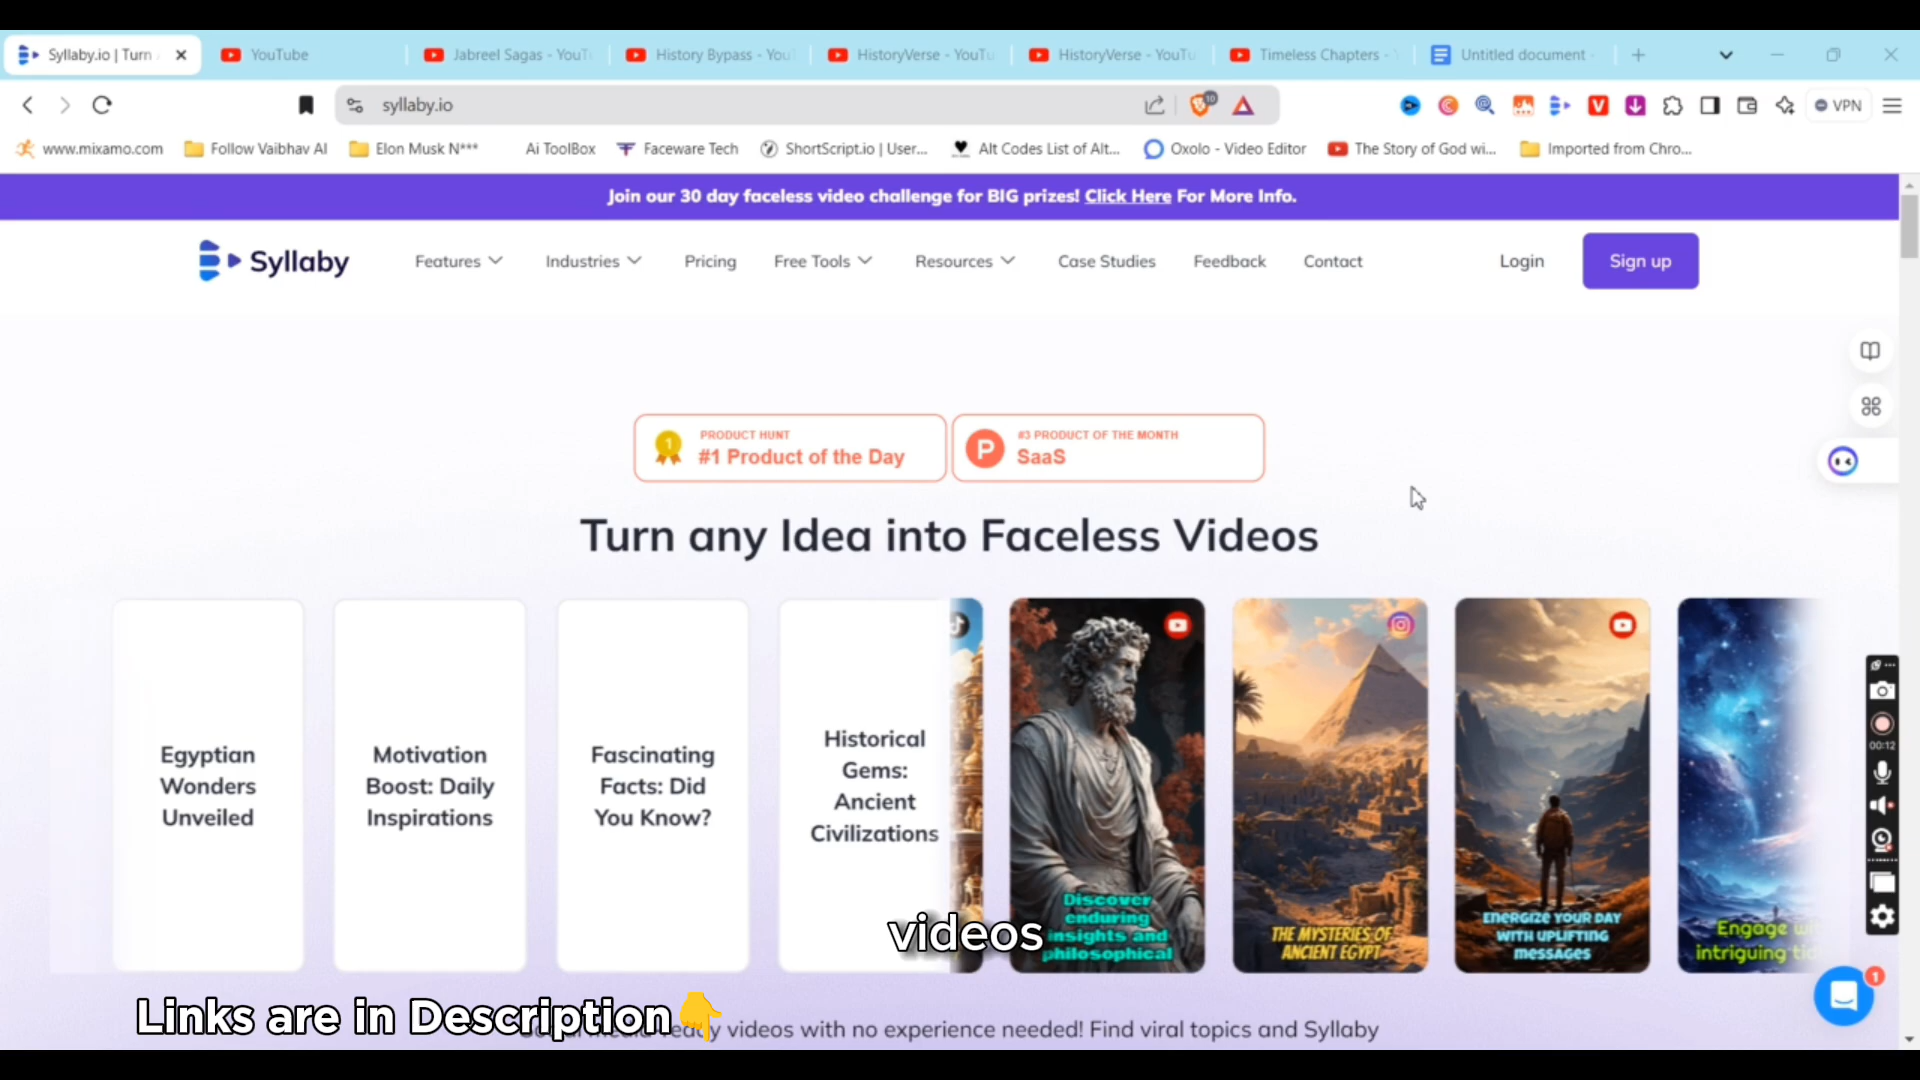 Syllaby.io | Turn
YouTube
Jabreel Sagas - YouT
History Bypass - You
HistoryVerse - YouTu
HistoryVerse - YouTu
Timeless Chapters -
Untitled document
syllaby.io
10
VPN
www.mixamo.com
Follow Vaibhav AI
Elon Musk N***
Ai ToolBox
Faceware Tech
ShortScript.io | User...
Alt Codes List of Alt...
Oxolo - Video Editor
The Story of God wi...
Imported from Chro...
Join our 30 day faceless video challenge for BIG prizes! Click Here For More Info.
Syllaby
Features
Industries
Pricing
Free Tools
Resources
Case Studies
Feedback
Contact
Login
Sign up
PRODUCT HUNT
#1 Product of the Day
1
P
#3 PRODUCT OF THE MONTH
SaaS
Turn any Idea into Faceless Videos
Egyptian
Wonders
Unveiled
Motivation
Boost: Daily
Inspirations
Fascinating
Facts: Did
You Know?
Historical
Gems:
Ancient
Civilizations
Discover
enduring
insights and
philosophical
THE MYSTERIES OF
ANCIENT EGYPT
ENERGIZE YOUR DAY
WITH UPLIFTING
MESSAGES
Engage
intriguing
00:12
videos
1
Links are in Description
videos with no experience needed! Find viral topics and Syllaby